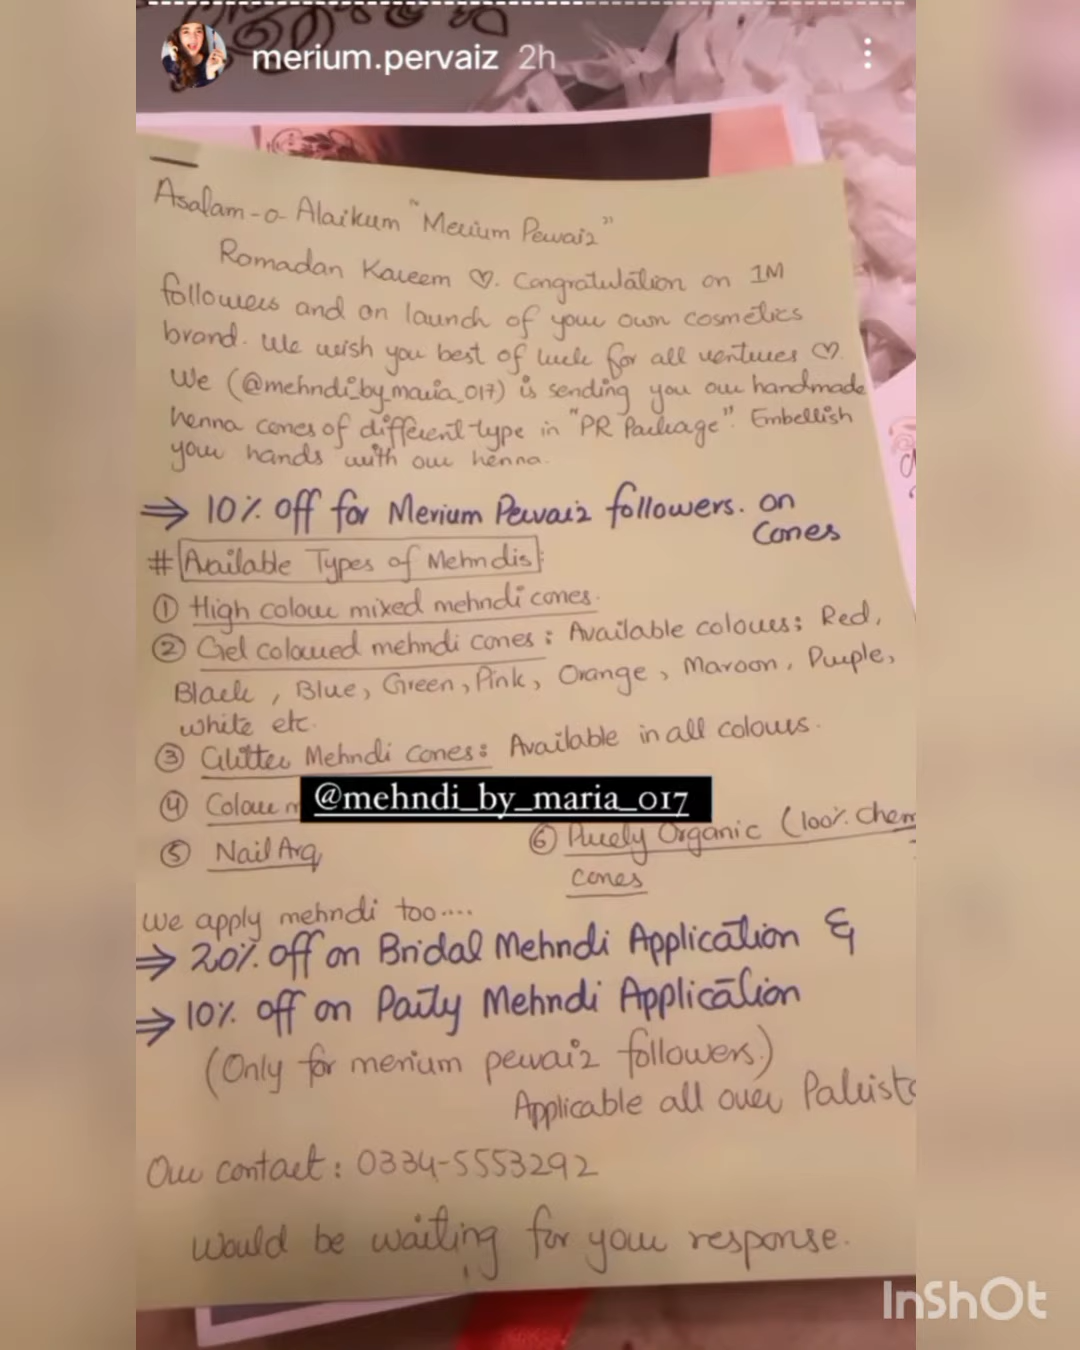 merium.pervaiz 2h
Asalam-o-Alaikum "Merium Pervaiz"
Ramadan Kareem ♡. Congratulation on 1M
followers and on launch of your own cosmetics
brand. We wish you best of luck for all ventures ♡.
We (@mehndi_by_maria_017) is sending you our handmade
henna cones of different type in "PR Package". Embellish
your hands with our henna.
⇒ 10% off for Merium Pervaiz followers. on
Cones
# Available Types of Mehndis:
① High colour mixed mehndi cones.
② Gel coloured mehndi cones: Available colours: Red,
Black, Blue, Green, Pink, Orange, Maroon, Purple,
white etc.
③ Glitter Mehndi cones: Available in all colours.
④ Colour
@mehndi_by_maria_017
⑤ Nail Arq
⑥ Purely Organic (100% chem
cones
We apply mehndi too....
⇒ 20% off on Bridal Mehndi Application &
⇒ 10% off on Party Mehndi Application
(Only for merium pervaiz followers.)
Applicable all over Pakist
Our contact: 0334-5553292
Would be waiting for your response.
InShOt